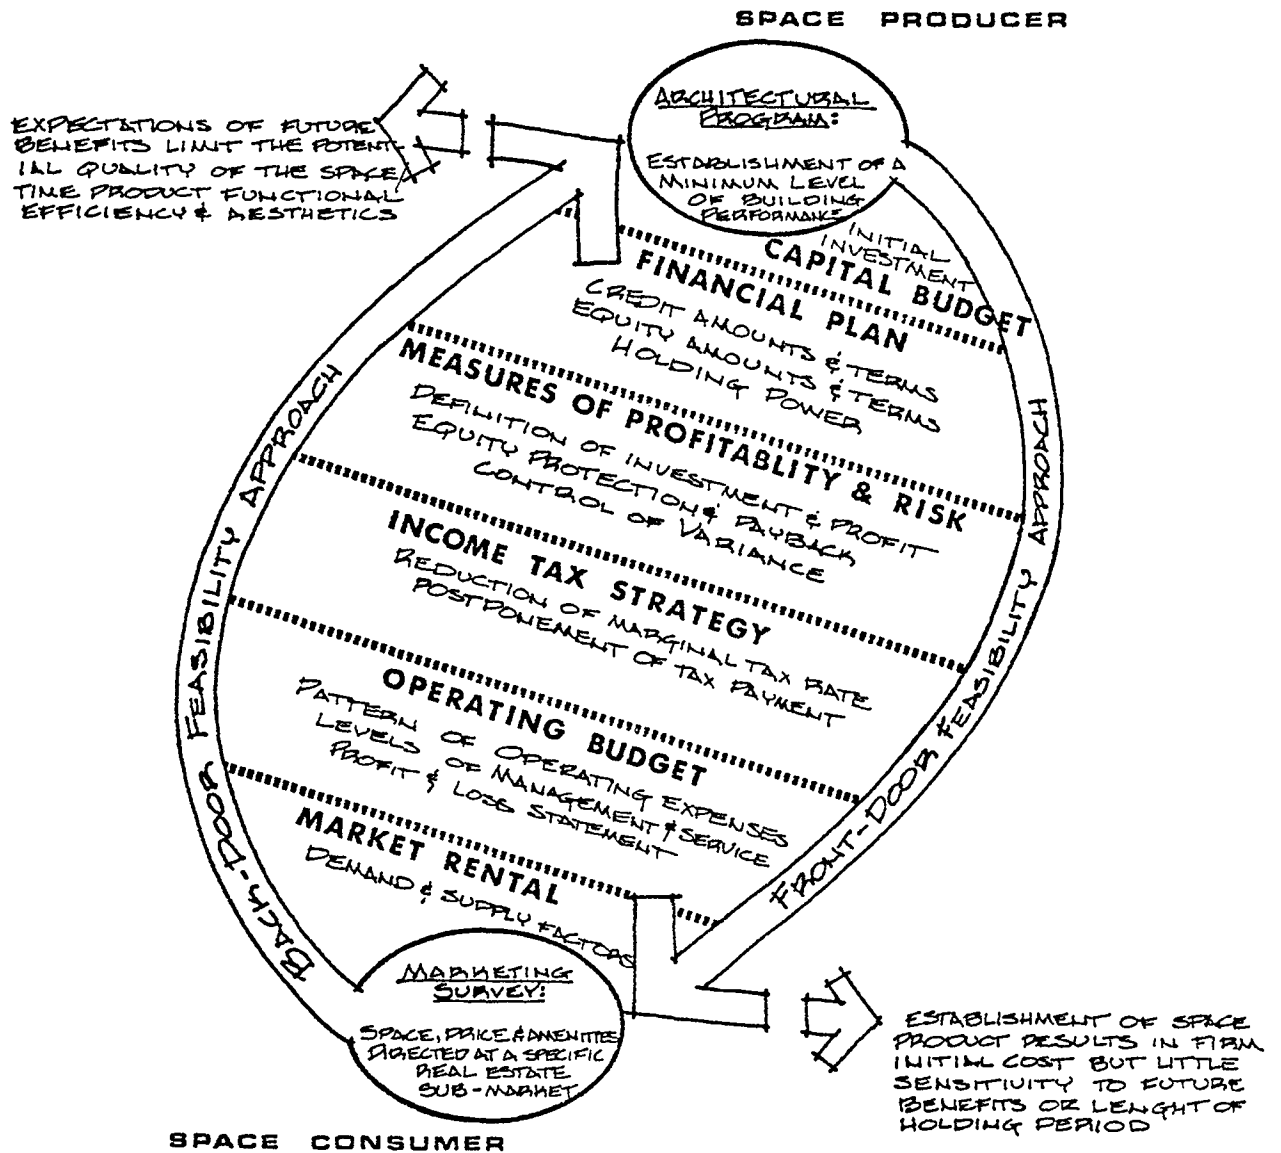 SPACE PRODUCER
ARCHITECTURAL
PROGRAM:
ESTABLISHMENT OF A
MINIMUM LEVEL
OF BUILDING
PERFORMANCE
EXPECTATIONS OF FUTURE
BENEFITS LIMIT THE POTENT-
IAL QUALITY OF THE SPACE
TIME PRODUCT FUNCTIONAL
EFFICIENCY & AESTHETICS
INITIAL
INVESTMENT
CAPITAL BUDGET
FINANCIAL PLAN
CREDIT AMOUNTS & TERMS
EQUITY AMOUNTS & TERMS
HOLDING POWER
MEASURES OF PROFITABLITY & RISK
DEFINITION OF INVESTMENT & PROFIT
EQUITY PROTECTION & PAYBACK
CONTROL OF VARIANCE
INCOME TAX STRATEGY
REDUCTION OF MARGINAL TAX RATE
POSTPONEMENT OF TAX PAYMENT
OPERATING BUDGET
PATTERN OF OPERATING EXPENSES
LEVELS OF MANAGEMENT & SERVICE
PROFIT & LOSS STATEMENT
MARKET RENTAL
DEMAND & SUPPLY FACTORS
BACK-DOOR FEASIBILITY APPROACH
FRONT-DOOR FEASIBILITY APPROACH
MARKETING
SURVEY:
SPACE, PRICE & AMENITIES
DIRECTED AT A SPECIFIC
REAL ESTATE
SUB-MARKET
ESTABLISHMENT OF SPACE
PRODUCT RESULTS IN FIRM
INITIAL COST BUT LITTLE
SENSITIVITY TO FUTURE
BENEFITS OR LENGHT OF
HOLDING PERIOD
SPACE CONSUMER